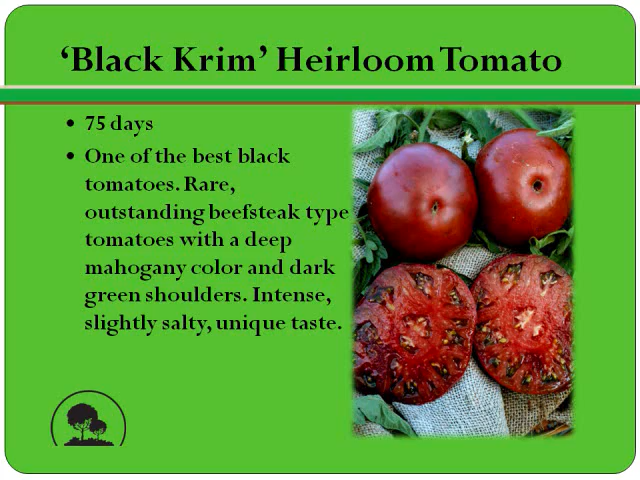 ‘Black Krim’ Heirloom Tomato
• 75 days
• One of the best black
tomatoes. Rare,
outstanding beefsteak type
tomatoes with a deep
mahogany color and dark
green shoulders. Intense,
slightly salty, unique taste.